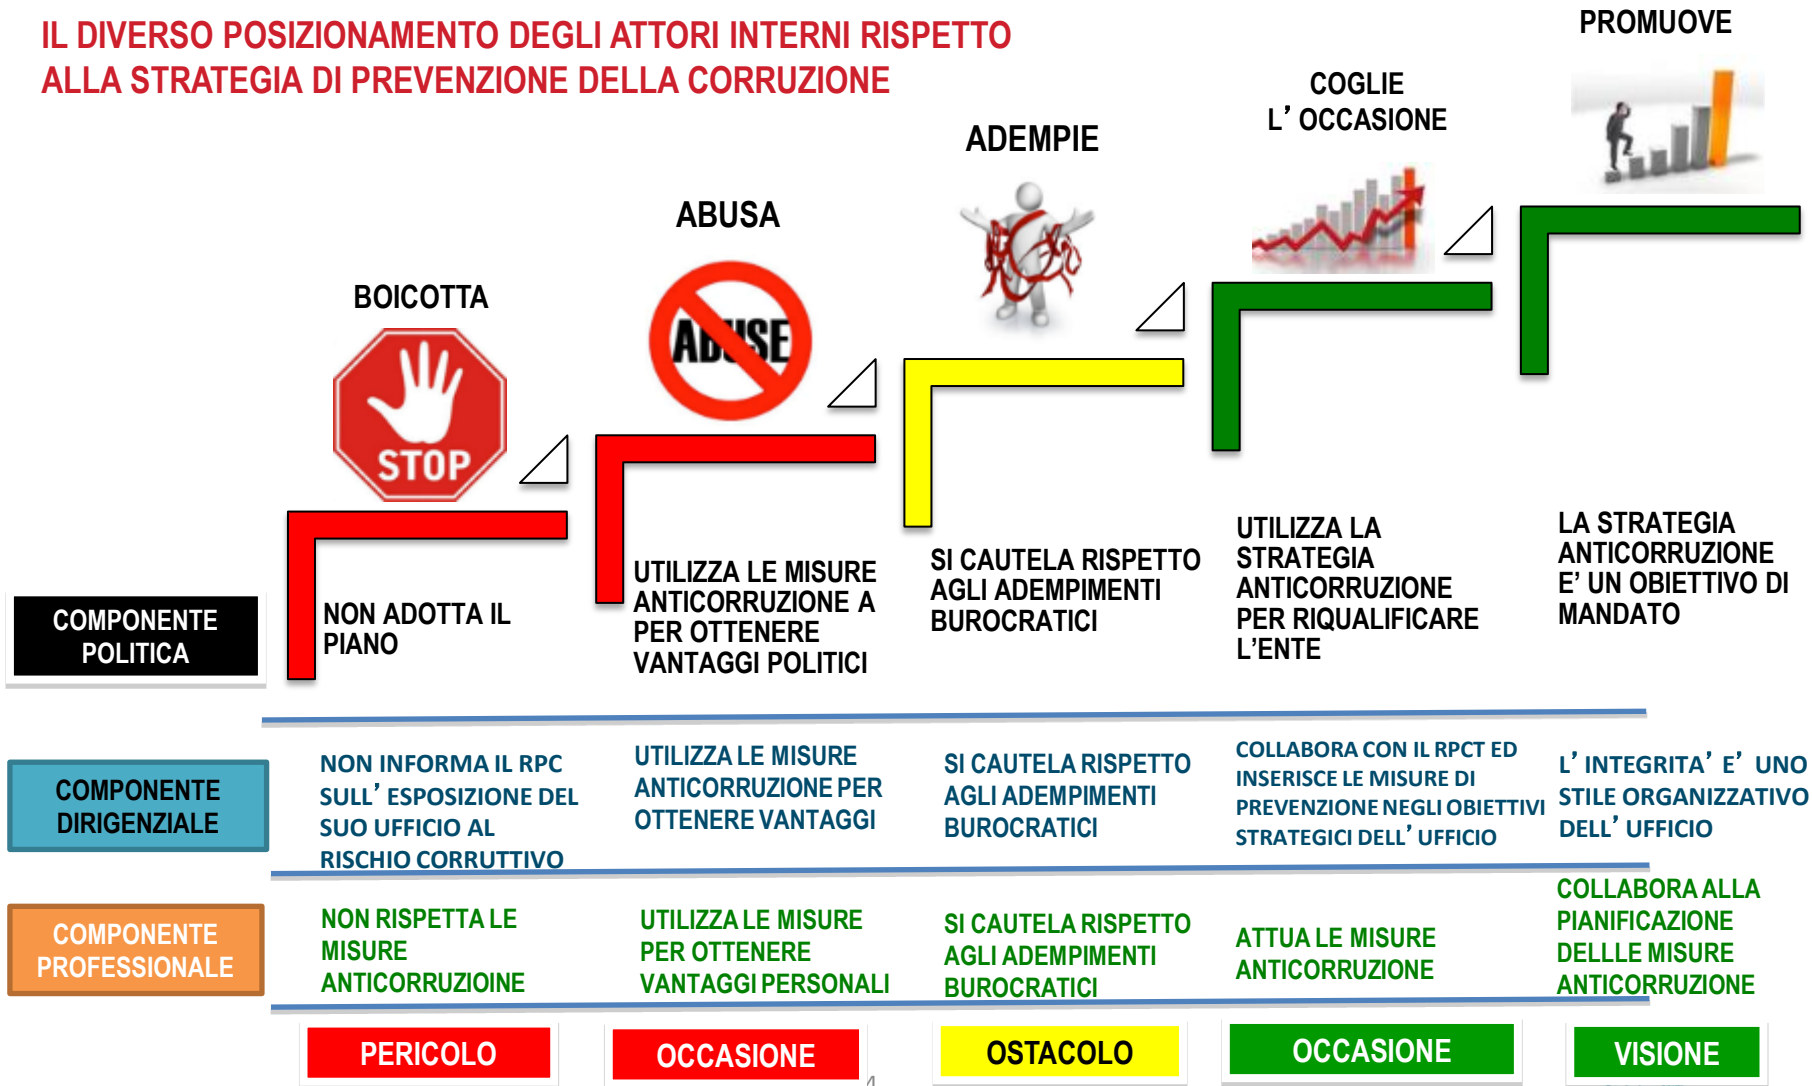 IL DIVERSO POSIZIONAMENTO DEGLI ATTORI INTERNI RISPETTO
ALLA STRATEGIA DI PREVENZIONE DELLA CORRUZIONE
BOICOTTA
STOP
ABUSA
ABUSE
ADEMPIE
COGLIE
L’ OCCASIONE
PROMUOVE
COMPONENTE
POLITICA
NON ADOTTA IL
PIANO
UTILIZZA LE MISURE
ANTICORRUZIONE A
PER OTTENERE
VANTAGGI POLITICI
SI CAUTELA RISPETTO
AGLI ADEMPIMENTI
BUROCRATICI
UTILIZZA LA
STRATEGIA
ANTICORRUZIONE
PER RIQUALIFICARE
L’ENTE
LA STRATEGIA
ANTICORRUZIONE
E’ UN OBIETTIVO DI
MANDATO
COMPONENTE
DIRIGENZIALE
NON INFORMA IL RPC
SULL’ ESPOSIZIONE DEL
SUO UFFICIO AL
RISCHIO CORRUTTIVO
UTILIZZA LE MISURE
ANTICORRUZIONE PER
OTTENERE VANTAGGI
SI CAUTELA RISPETTO
AGLI ADEMPIMENTI
BUROCRATICI
COLLABORA CON IL RPCT ED
INSERISCE LE MISURE DI
PREVENZIONE NEGLI OBIETTIVI
STRATEGICI DELL’ UFFICIO
L’ INTEGRITA’ E’ UNO
STILE ORGANIZZATIVO
DELL’ UFFICIO
COMPONENTE
PROFESSIONALE
NON RISPETTA LE
MISURE
ANTICORRUZIOINE
UTILIZZA LE MISURE
PER OTTENERE
VANTAGGI PERSONALI
SI CAUTELA RISPETTO
AGLI ADEMPIMENTI
BUROCRATICI
ATTUA LE MISURE
ANTICORRUZIONE
COLLABORA ALLA
PIANIFICAZIONE
DELLLE MISURE
ANTICORRUZIONE
PERICOLO
OCCASIONE
OSTACOLO
OCCASIONE
VISIONE